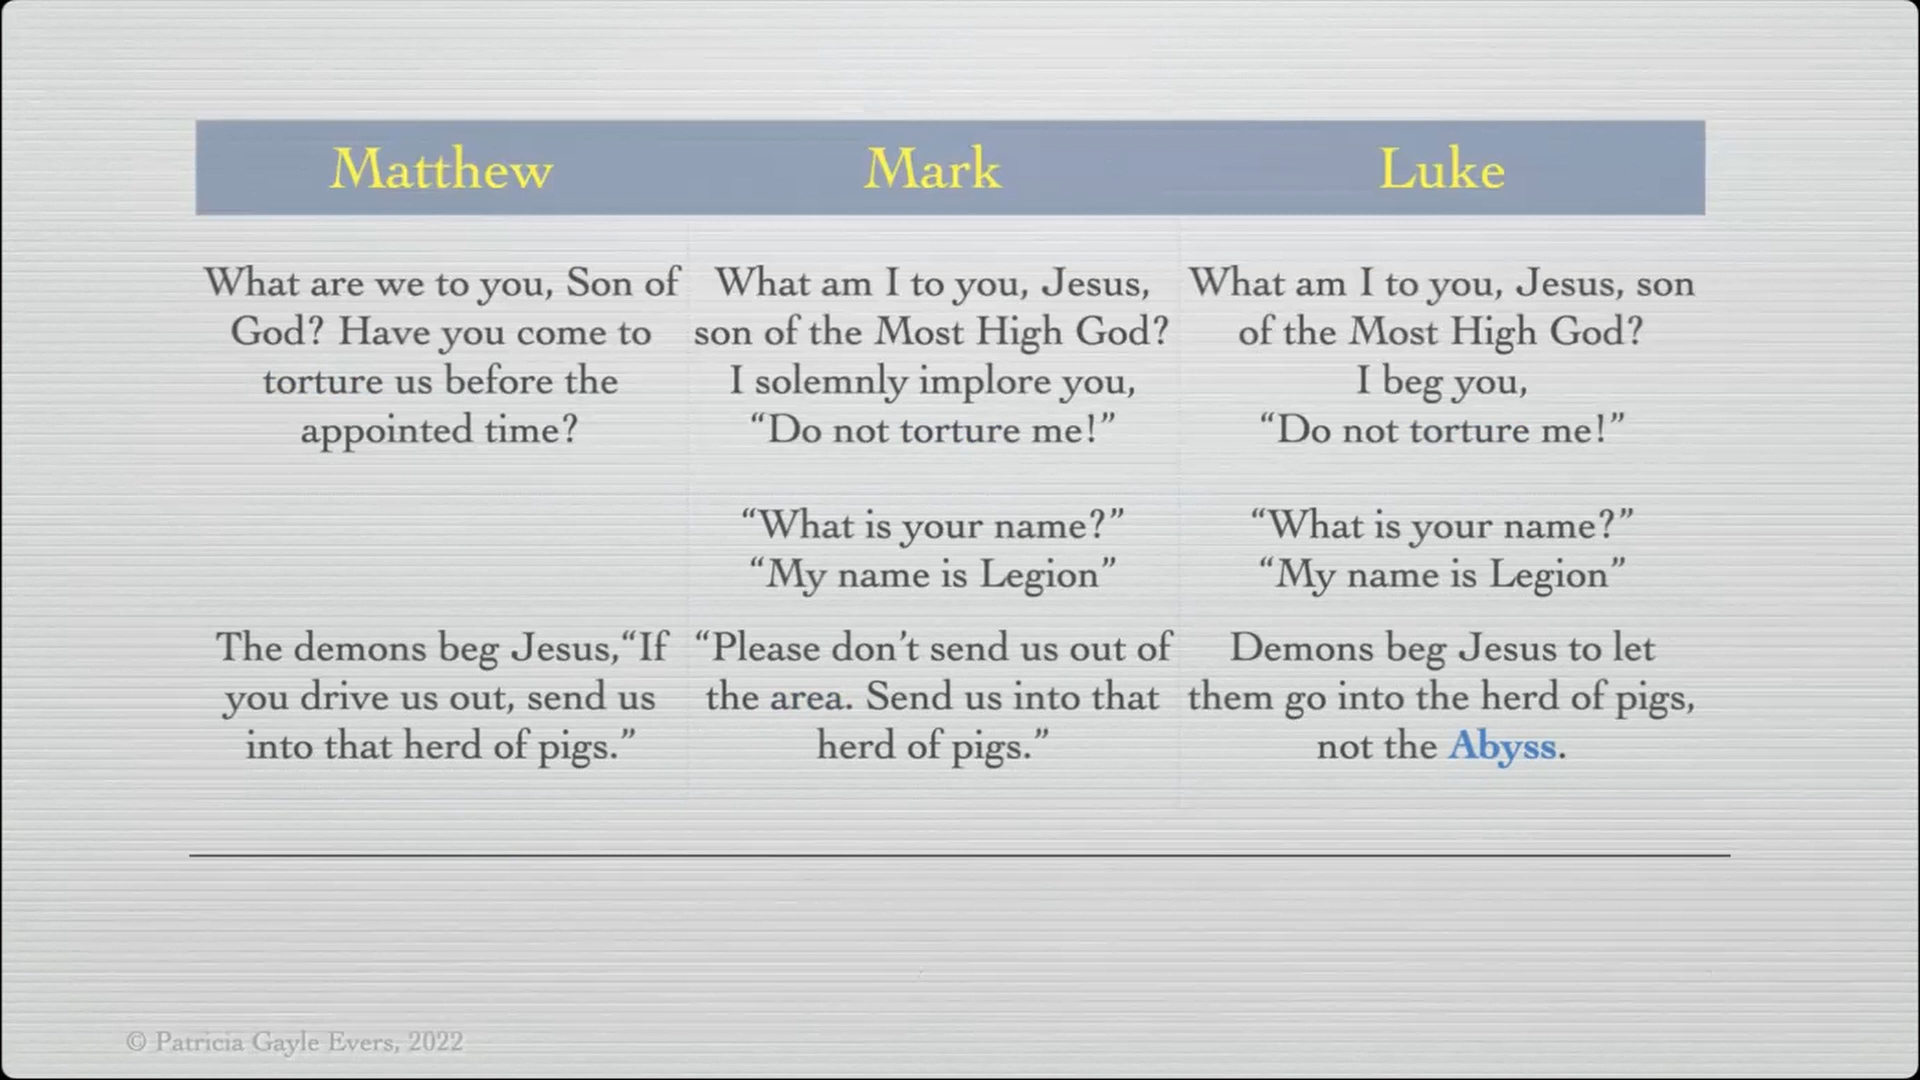 Matthew Mark Luke
What are we to you, Son of
God? Have you come to
torture us before the
appointed time?
What am I to you, Jesus,
son of the Most High God?
I solemnly implore you,
“Do not torture me!”
What am I to you, Jesus, son
of the Most High God?
I beg you,
“Do not torture me!”
“What is your name?”
“My name is Legion”
“What is your name?”
“My name is Legion”
The demons beg Jesus,“If
you drive us out, send us
into that herd of pigs.”
“Please don’t send us out of
the area. Send us into that
herd of pigs.”
Demons beg Jesus to let
them go into the herd of pigs,
not the Abyss.
© Patricia Gayle Evers, 2022